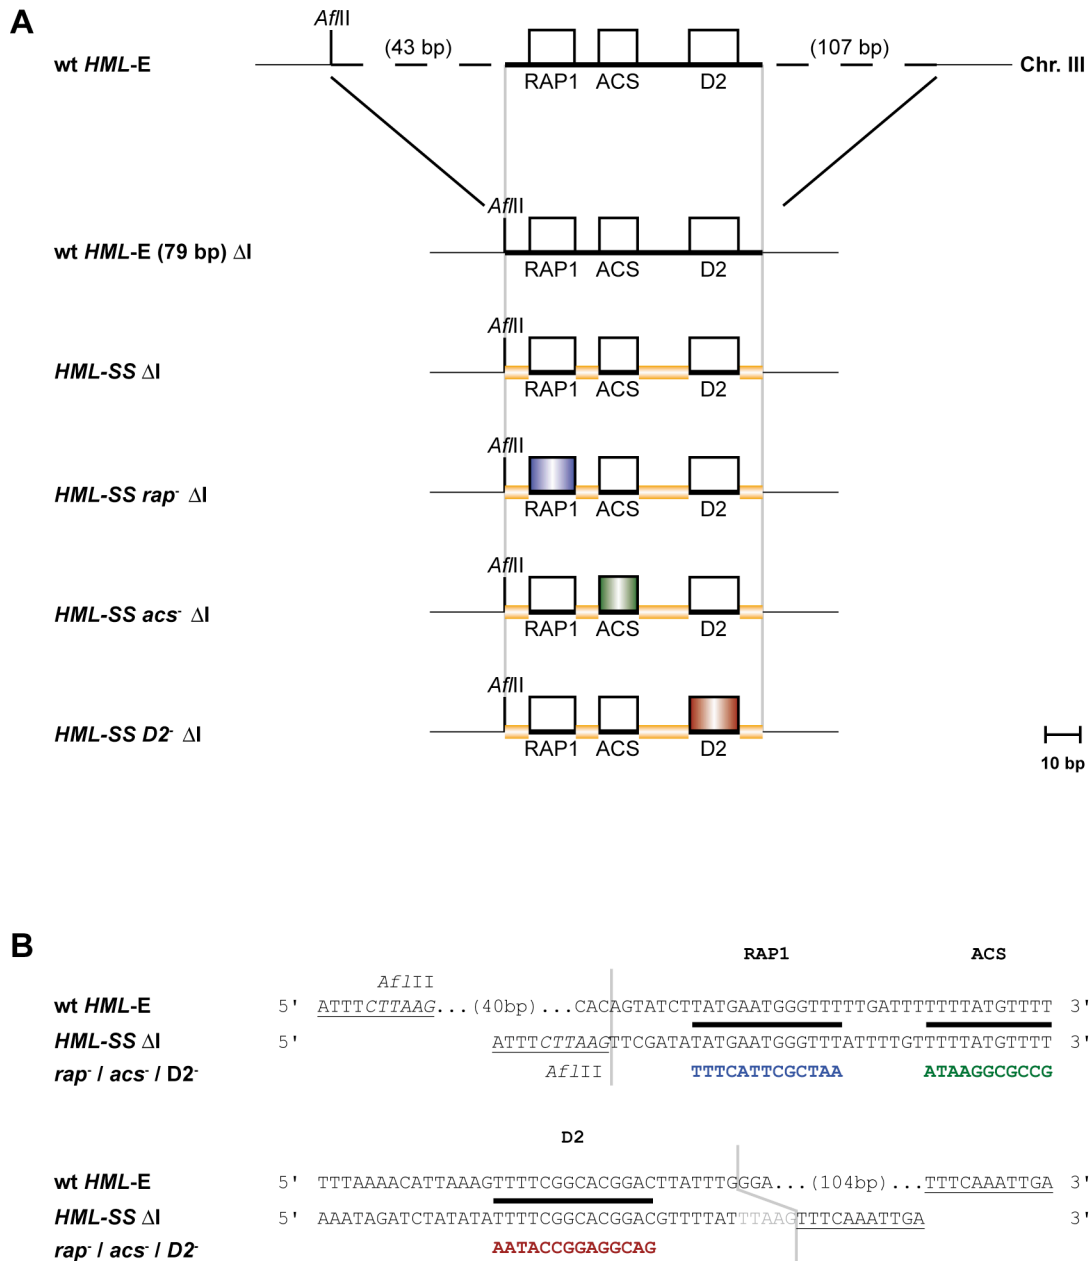 A
AflII
(43 bp)
(107 bp)
wt HML-E
Chr. III
RAP1 ACS D2
AflII
wt HML-E (79 bp) ΔI
RAP1 ACS D2
AflII
HML-SS ΔI
RAP1 ACS D2
AflII
HML-SS rap- ΔI
RAP1 ACS D2
AflII
HML-SS acs- ΔI
RAP1 ACS D2
AflII
HML-SS D2- ΔI
RAP1 ACS D2
10 bp
B
RAP1 ACS
AflII
wt HML-E 5' ATTTCTTAAG...(40bp)...CACAGTATCTTATGAATGGGTTTTTGATTTTTTTATGTTTT 3'
HML-SS ΔI 5' ATTTCTTAAGTTCGATATATGAATGGGTTTATTTTGTTTTTATGTTTT 3'
rap- / acs- / D2- AflII TTTCATTCGCTAA ATAAGGCGCCG
D2
wt HML-E 5' TTTAAAACATTAAAGTTTTCGGCACGGACTTATTTGGGA...(104bp)...TTTCAAATTGA 3'
HML-SS ΔI 5' AAATAGATCTATATATTTTCGGCACGGACGTTTTATTTAAGTTTCAAATTGA 3'
rap- / acs- / D2- AATACCGGAGGCAG